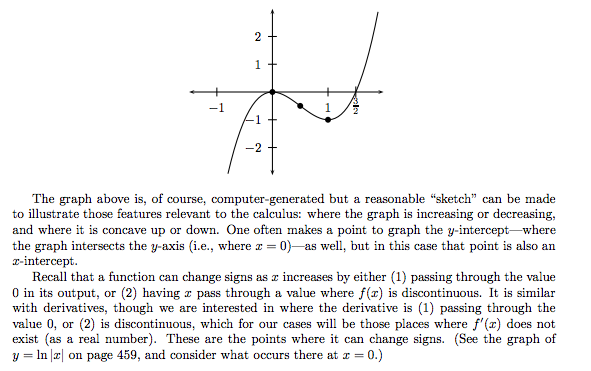 2
1
−1
1
3
2
−1
−2
The graph above is, of course, computer-generated but a reasonable “sketch” can be made
to illustrate those features relevant to the calculus: where the graph is increasing or decreasing,
and where it is concave up or down. One often makes a point to graph the y-intercept—where
the graph intersects the y-axis (i.e., where x = 0)—as well, but in this case that point is also an
x-intercept.
Recall that a function can change signs as x increases by either (1) passing through the value
0 in its output, or (2) having x pass through a value where f(x) is discontinuous. It is similar
with derivatives, though we are interested in where the derivative is (1) passing through the
value 0, or (2) is discontinuous, which for our cases will be those places where f′(x) does not
exist (as a real number). These are the points where it can change signs. (See the graph of
y = ln |x| on page 459, and consider what occurs there at x = 0.)